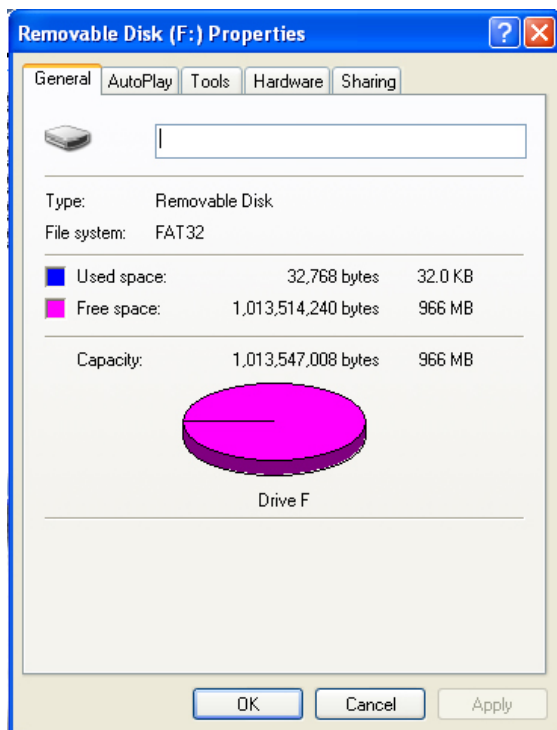 Removable Disk (F:) Properties
General AutoPlay Tools Hardware Sharing
Type: Removable Disk
File system: FAT32
Used space: 32,768 bytes 32.0 KB
Free space: 1,013,514,240 bytes 966 MB
Capacity: 1,013,547,008 bytes 966 MB
Drive F
OK Cancel Apply